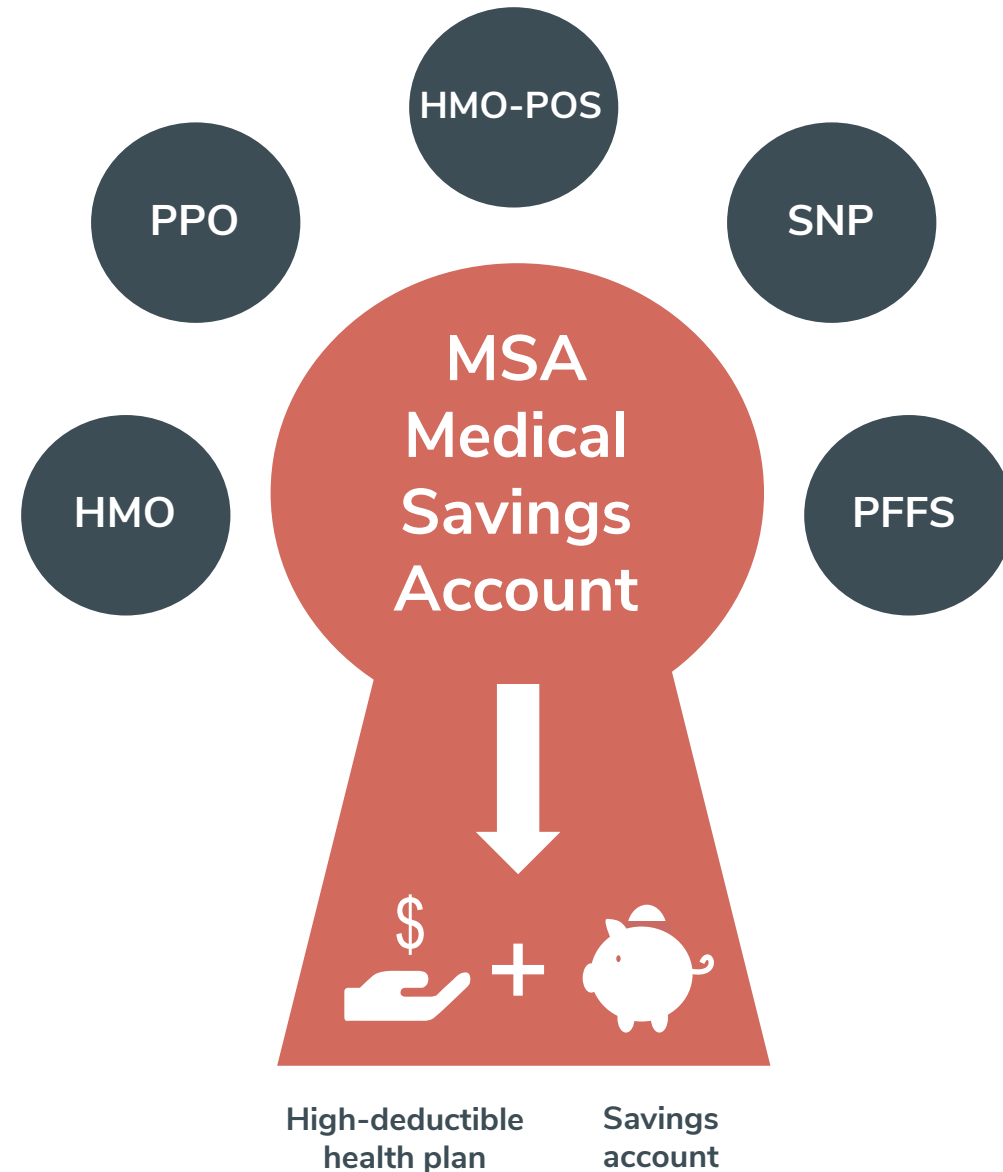 HMO-POS
PPO
SNP
MSA
Medical
Savings
Account
HMO
PFFS
$
+
High-deductible
health plan
Savings
account